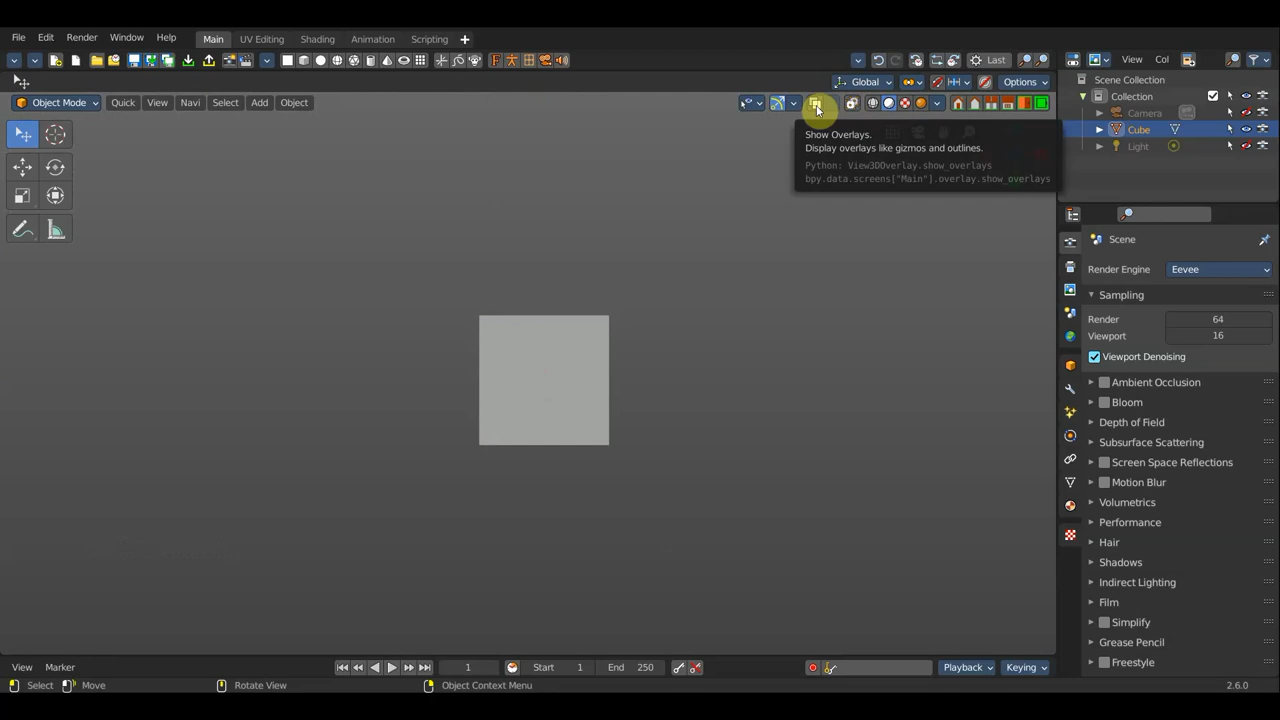 File Edit Render Window Help Main UV Editing Shading Animation Scripting
Last View Col
Global Options Scene Collection
Object Mode Quick View Navi Select Add Object Collection
Camera
Show Overlays. Cube
Display overlays like gizmos and outlines. Light
Python: View3DOverlay.show_overlays
bpy.data.screens["Main"].overlay.show_overlays
Scene
Render Engine Eevee
Sampling
Render 64
Viewport 16
Viewport Denoising
Ambient Occlusion
Bloom
Depth of Field
Subsurface Scattering
Screen Space Reflections
Motion Blur
Volumetrics
Performance
Hair
Shadows
Indirect Lighting
Film
Simplify
Grease Pencil
Freestyle
View Marker 1 Start 1 End 250 Playback Keying
Select Move Rotate View Object Context Menu 2.6.0